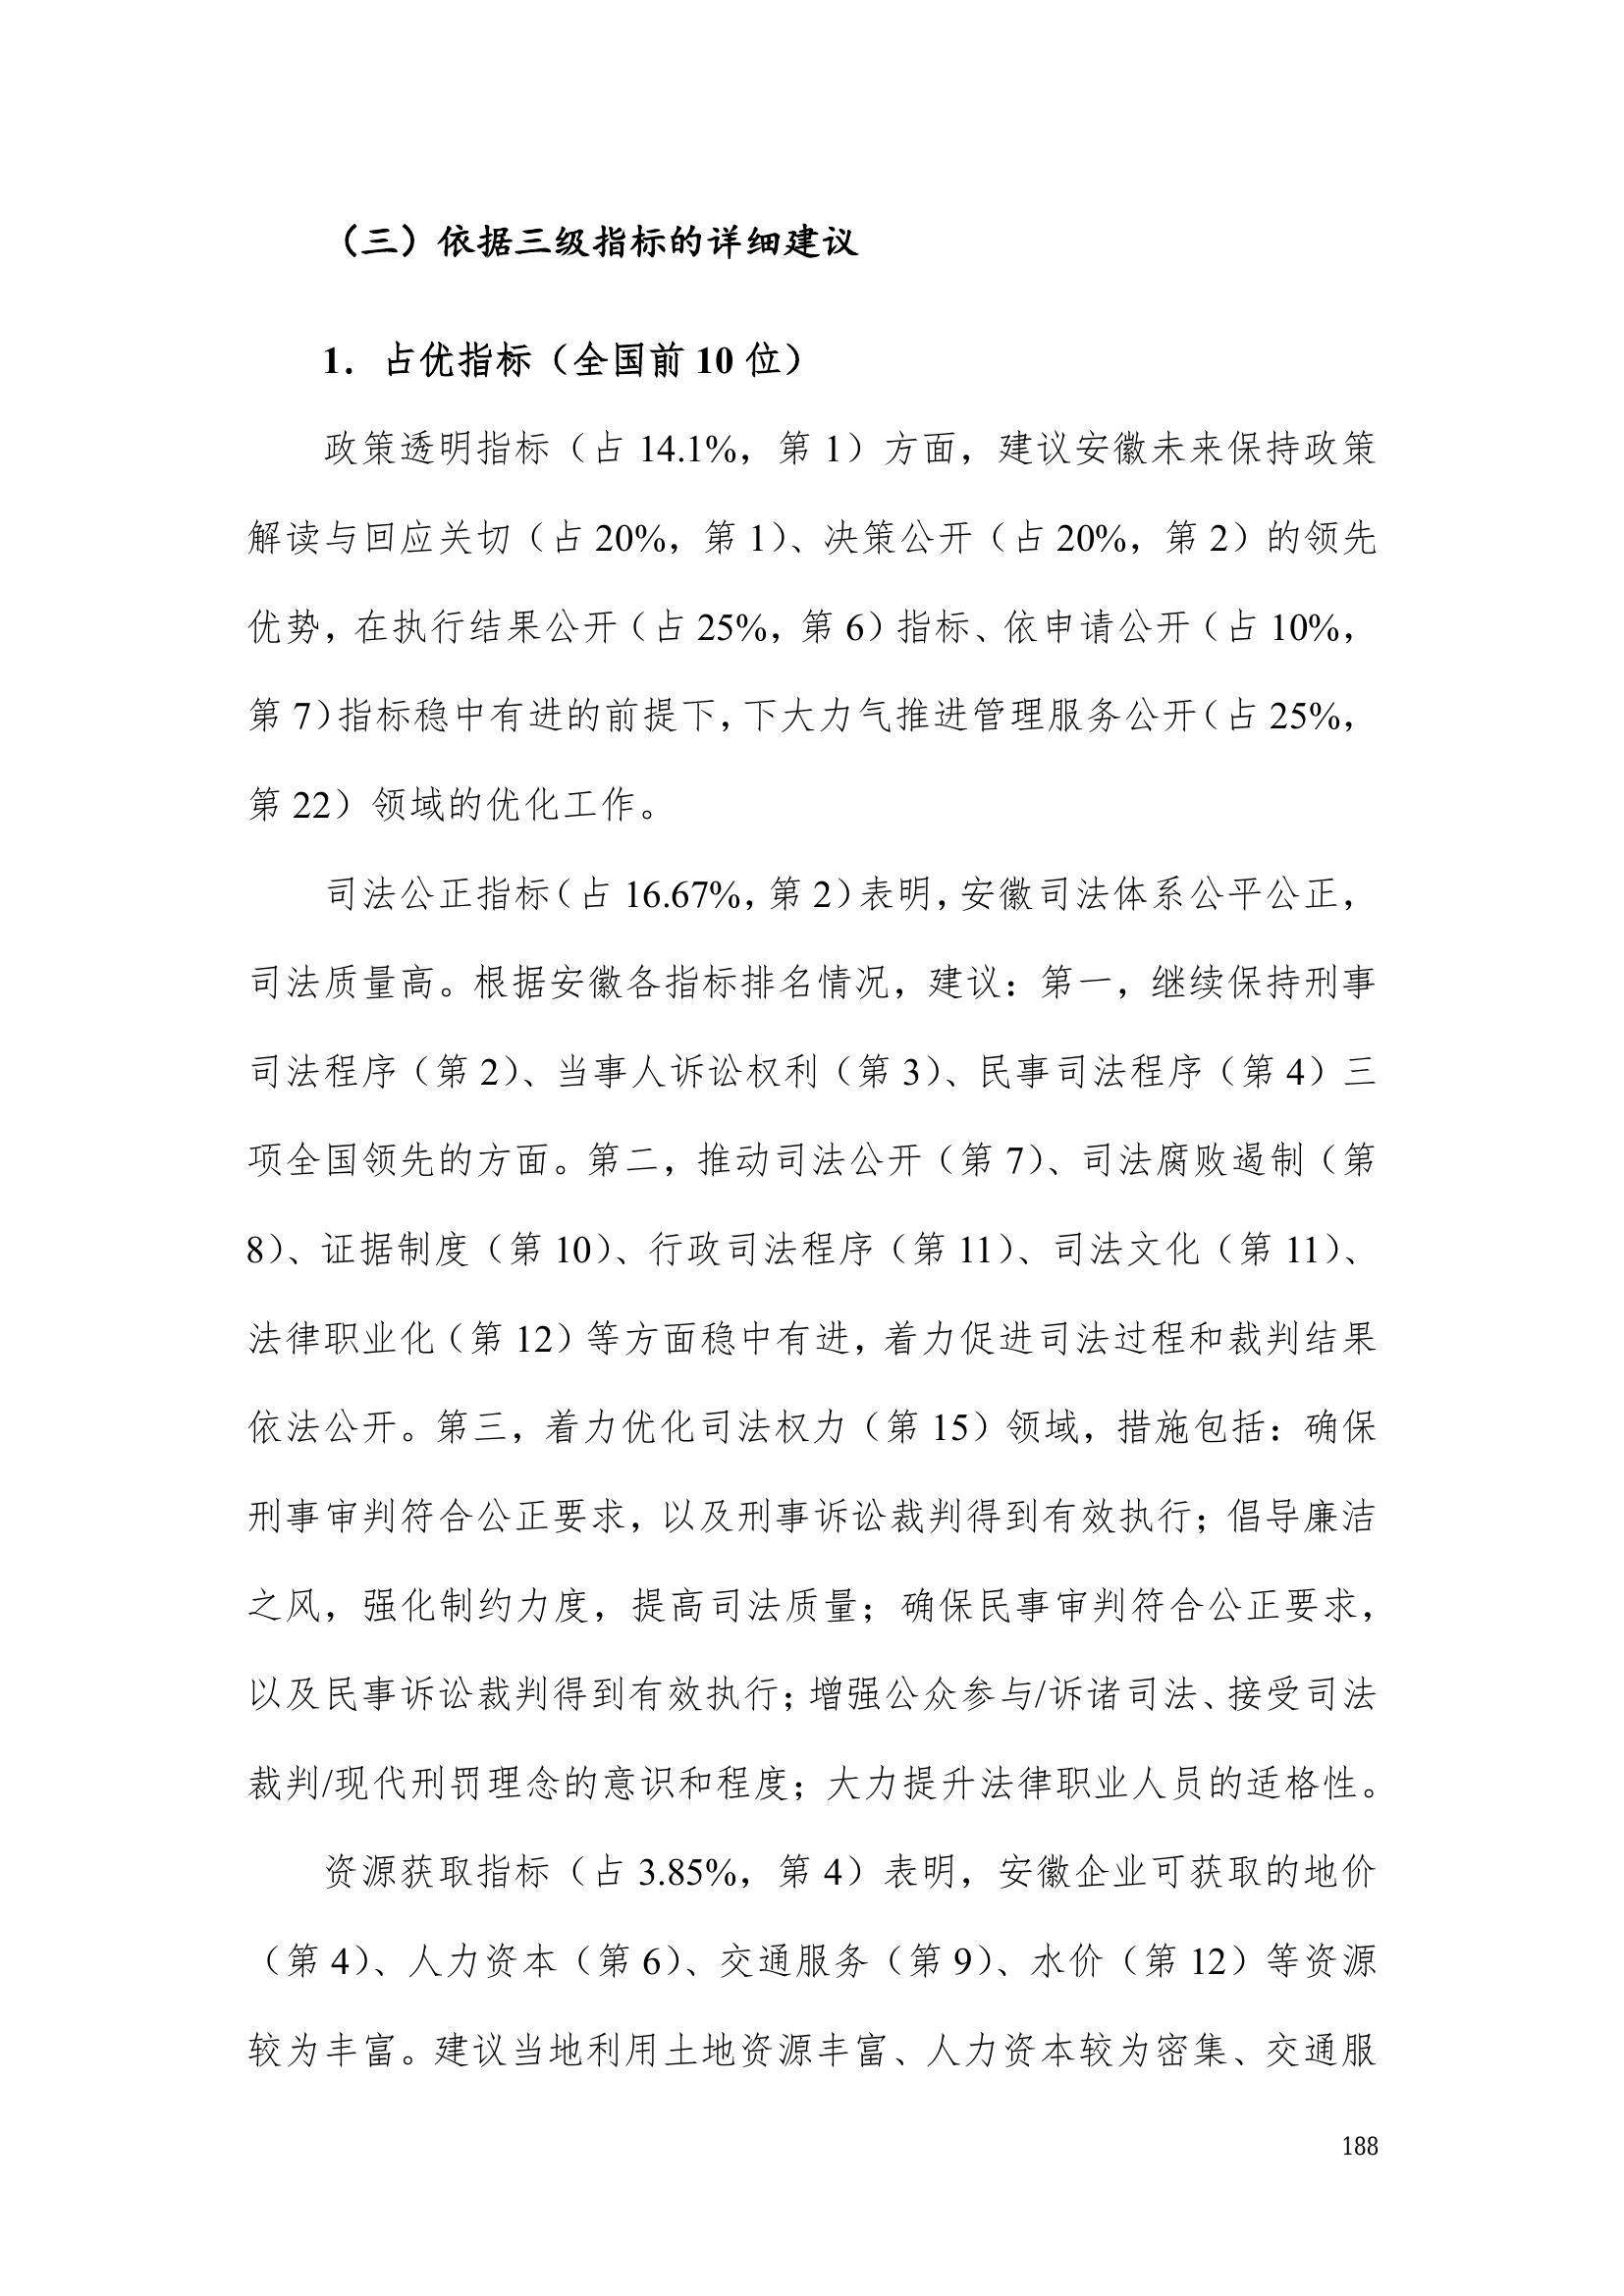 （三）依据三级指标的详细建议
1．占优指标（全国前 10 位）
政策透明指标（占 14.1%，第 1）方面，建议安徽未来保持政策
解读与回应关切（占 20%，第 1）、决策公开（占 20%，第 2）的领先
优势，在执行结果公开（占 25%，第 6）指标、依申请公开（占 10%，
第 7）指标稳中有进的前提下，下大力气推进管理服务公开（占 25%，
第 22）领域的优化工作。
司法公正指标（占 16.67%，第 2）表明，安徽司法体系公平公正，
司法质量高。根据安徽各指标排名情况，建议：第一，继续保持刑事
司法程序（第 2）、当事人诉讼权利（第 3）、民事司法程序（第 4）三
项全国领先的方面。第二，推动司法公开（第 7）、司法腐败遏制（第
8）、证据制度（第 10）、行政司法程序（第 11）、司法文化（第 11）、
法律职业化（第 12）等方面稳中有进，着力促进司法过程和裁判结果
依法公开。第三，着力优化司法权力（第 15）领域，措施包括：确保
刑事审判符合公正要求，以及刑事诉讼裁判得到有效执行；倡导廉洁
之风，强化制约力度，提高司法质量；确保民事审判符合公正要求，
以及民事诉讼裁判得到有效执行；增强公众参与/诉诸司法、接受司法
裁判/现代刑罚理念的意识和程度；大力提升法律职业人员的适格性。
资源获取指标（占 3.85%，第 4）表明，安徽企业可获取的地价
（第 4）、人力资本（第 6）、交通服务（第 9）、水价（第 12）等资源
较为丰富。建议当地利用土地资源丰富、人力资本较为密集、交通服
188